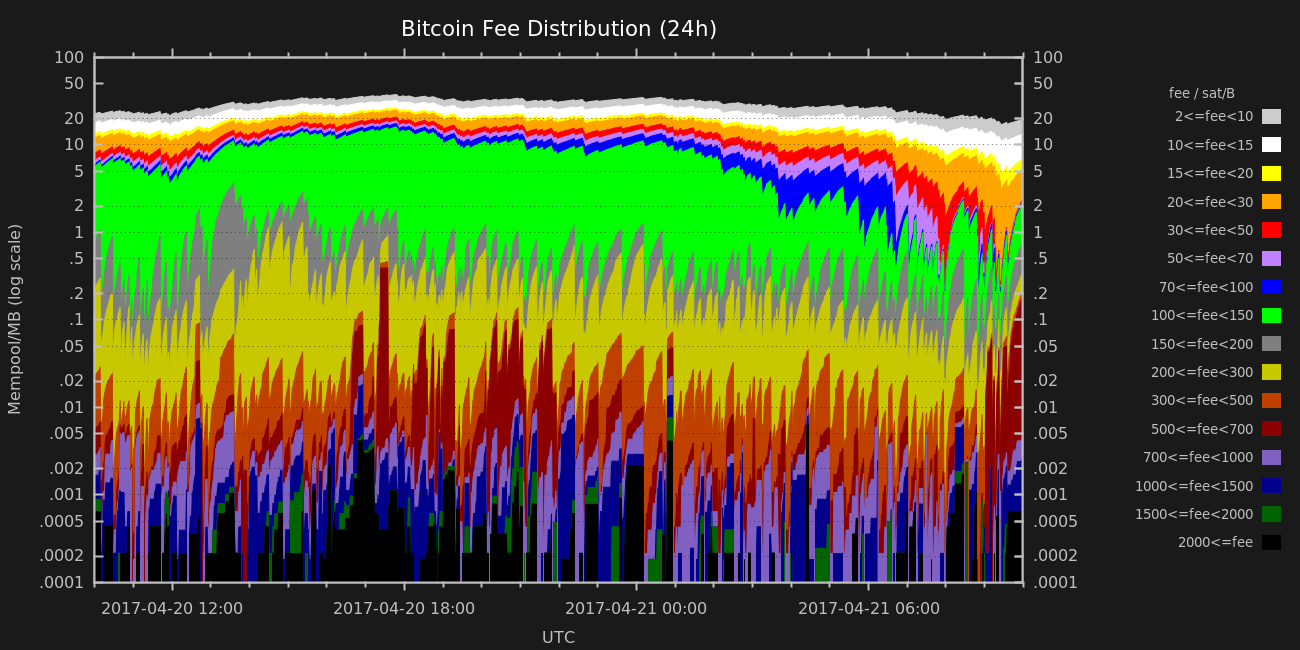 Bitcoin Fee Distribution (24h)
100
50
20
10
5
2
1
.5
.2
.1
.05
.02
.01
.005
.002
.001
.0005
.0002
.0001
Mempool/MB (log scale)
100
50
20
10
5
2
1
.5
.2
.1
.05
.02
.01
.005
.002
.001
.0005
.0002
.0001
2017-04-20 12:00
2017-04-20 18:00
2017-04-21 00:00
2017-04-21 06:00
UTC
fee / sat/B
2<=fee<10
10<=fee<15
15<=fee<20
20<=fee<30
30<=fee<50
50<=fee<70
70<=fee<100
100<=fee<150
150<=fee<200
200<=fee<300
300<=fee<500
500<=fee<700
700<=fee<1000
1000<=fee<1500
1500<=fee<2000
2000<=fee